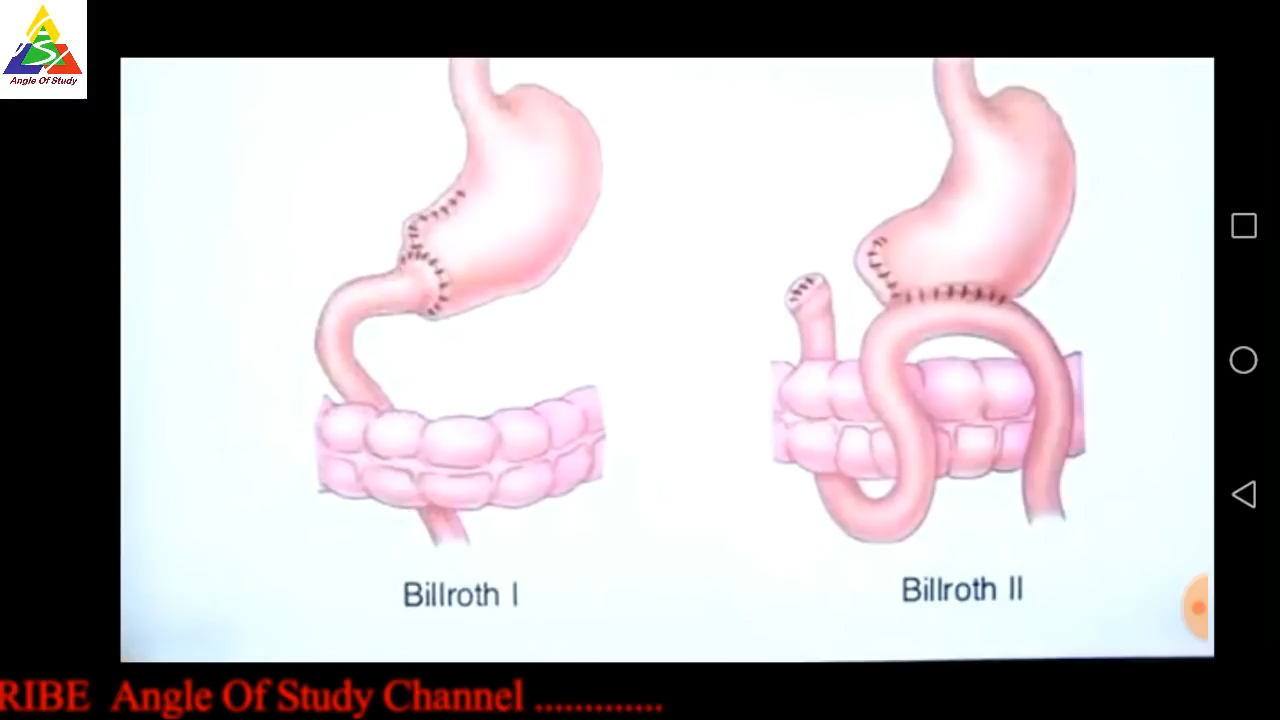 Angle Of Study
Billroth I
Billroth II
RIBE Angle Of Study Channel .............